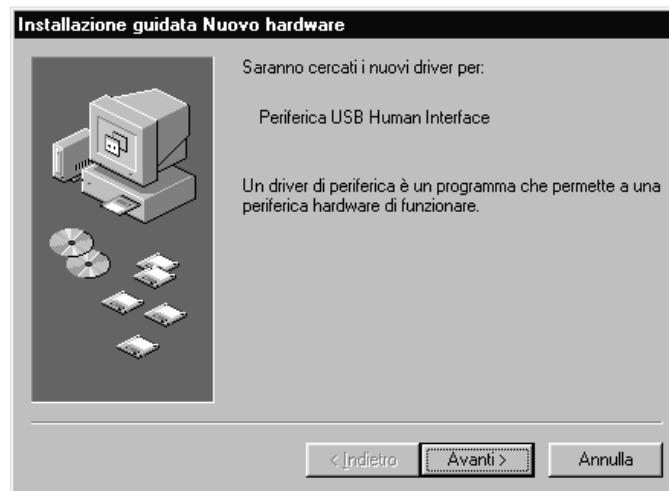 Installazione guidata Nuovo hardware
Saranno cercati i nuovi driver per:
Periferica USB Human Interface
Un driver di periferica è un programma che permette a una
periferica hardware di funzionare.
< Indietro
Avanti >
Annulla